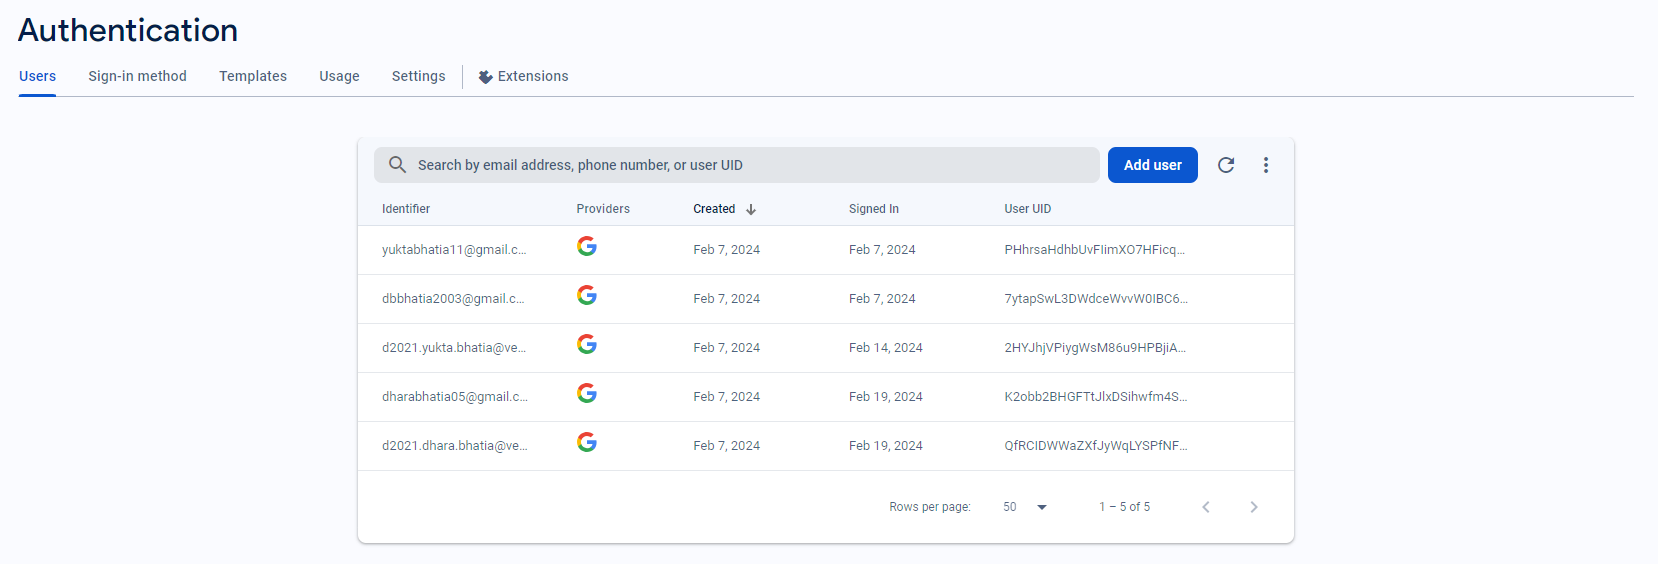 Authentication
Users Sign-in method Templates Usage Settings Extensions
Search by email address, phone number, or user UID Add user
Identifier Providers Created Signed In User UID
yuktabhatia11@gmail.c... Feb 7, 2024 Feb 7, 2024 PHhrsaHdhbUvFIimXO7HFicq...
dbbhatia2003@gmail.c... Feb 7, 2024 Feb 7, 2024 7ytapSwL3DWdceWvvW0IBC6...
d2021.yukta.bhatia@ve... Feb 7, 2024 Feb 14, 2024 2HYJhjVPiygWsM86u9HPBjiA...
dharabhatia05@gmail.c... Feb 7, 2024 Feb 19, 2024 K2obb2BHGFTtJlxDSihwfm4S...
d2021.dhara.bhatia@ve... Feb 7, 2024 Feb 19, 2024 QfRCIDWWaZXfJyWqLYSPfNF...
Rows per page: 50 1 – 5 of 5